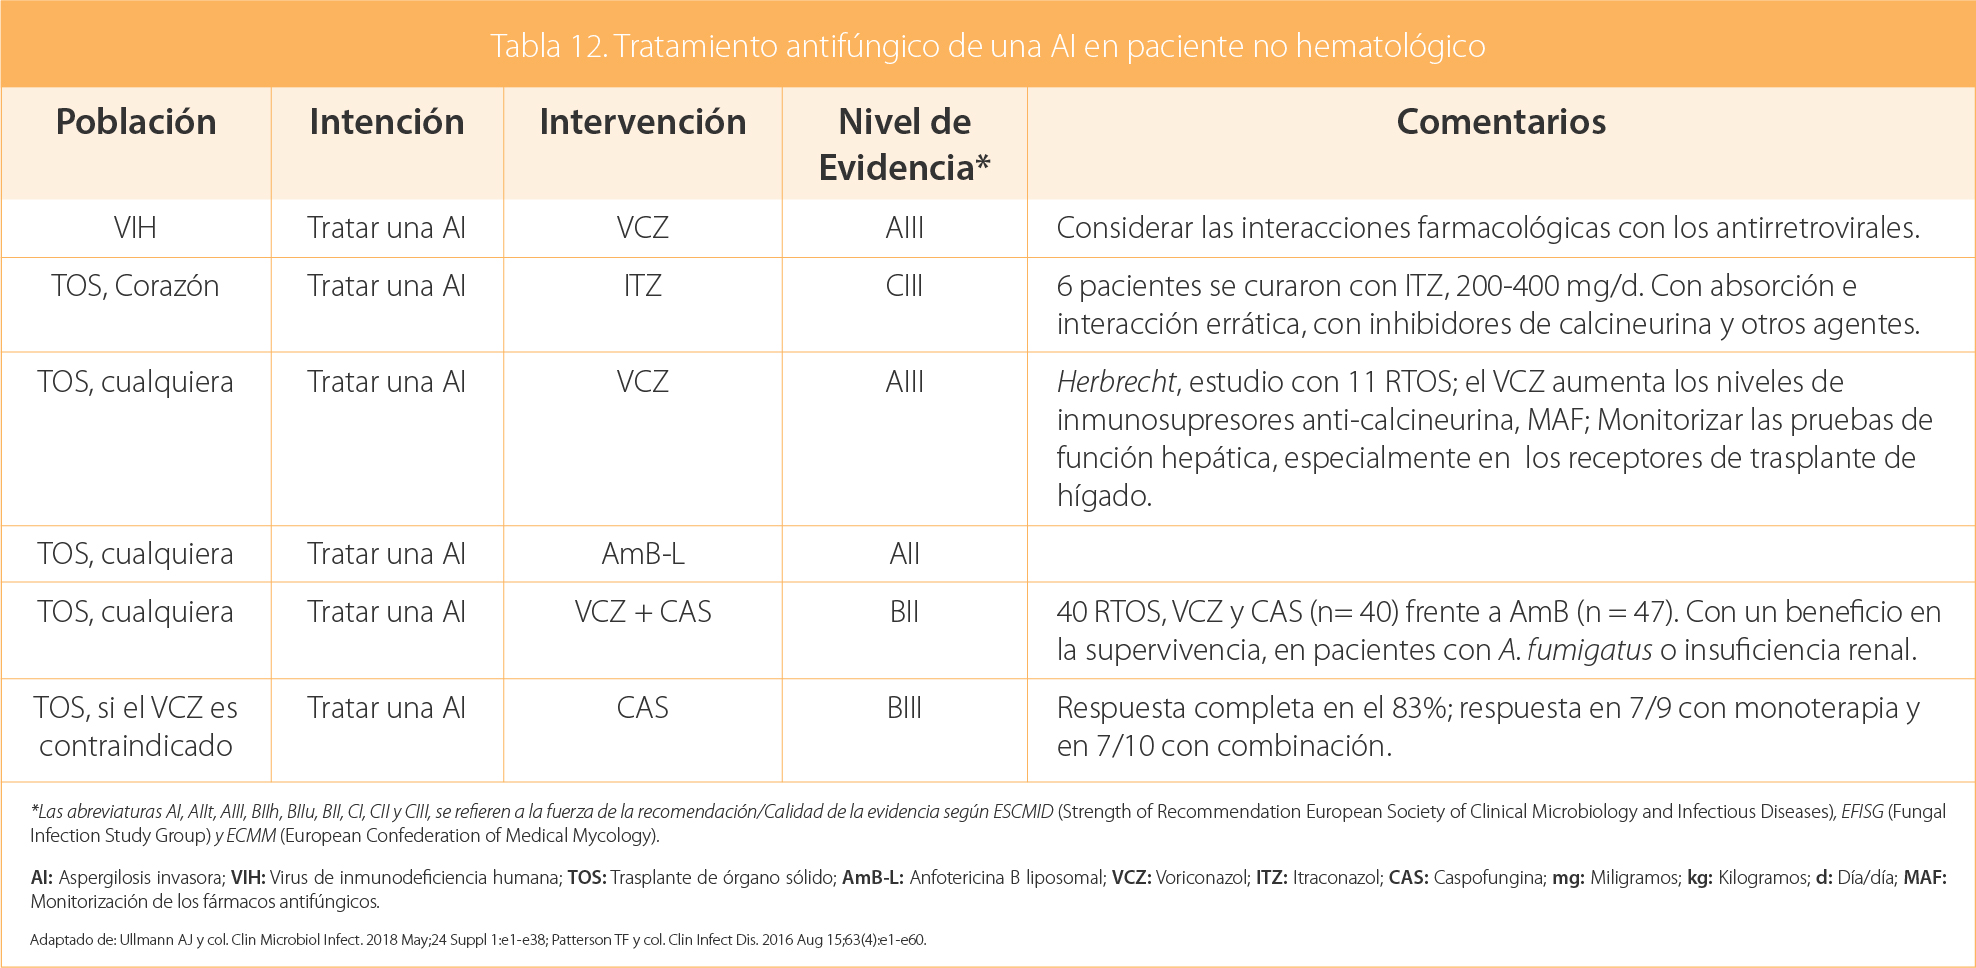 Tabla 12. Tratamiento antifúngico de una AI en paciente no hematológico
Población Intención Intervención Nivel de Comentarios
Evidencia*
VIH Tratar una AI VCZ AIII Considerar las interacciones farmacológicas con los antirretrovirales.
TOS, Corazón Tratar una AI ITZ CIII 6 pacientes se curaron con ITZ, 200-400 mg/d. Con absorción e
interacción errática, con inhibidores de calcineurina y otros agentes.
TOS, cualquiera Tratar una AI VCZ AIII Herbrecht, estudio con 11 RTOS; el VCZ aumenta los niveles de
inmunosupresores anti-calcineurina, MAF; Monitorizar las pruebas de
función hepática, especialmente en los receptores de trasplante de
hígado.
TOS, cualquiera Tratar una AI AmB-L AII
TOS, cualquiera Tratar una AI VCZ + CAS BII 40 RTOS, VCZ y CAS (n= 40) frente a AmB (n = 47). Con un beneficio en
la supervivencia, en pacientes con A. fumigatus o insuficiencia renal.
TOS, si el VCZ es Tratar una AI CAS BIII Respuesta completa en el 83%; respuesta en 7/9 con monoterapia y
contraindicado en 7/10 con combinación.
*Las abreviaturas AI, AIIt, AIII, BIIh, BIIu, BII, CI, CII y CIII, se refieren a la fuerza de la recomendación/Calidad de la evidencia según ESCMID (Strength of Recommendation European Society of Clinical Microbiology and Infectious Diseases), EFISG (Fungal
Infection Study Group) y ECMM (European Confederation of Medical Mycology).
AI: Aspergilosis invasora; VIH: Virus de inmunodeficiencia humana; TOS: Trasplante de órgano sólido; AmB-L: Anfotericina B liposomal; VCZ: Voriconazol; ITZ: Itraconazol; CAS: Caspofungina; mg: Miligramos; kg: Kilogramos; d: Día/día; MAF:
Monitorización de los fármacos antifúngicos.
Adaptado de: Ullmann AJ y col. Clin Microbiol Infect. 2018 May;24 Suppl 1:e1-e38; Patterson TF y col. Clin Infect Dis. 2016 Aug 15;63(4):e1-e60.